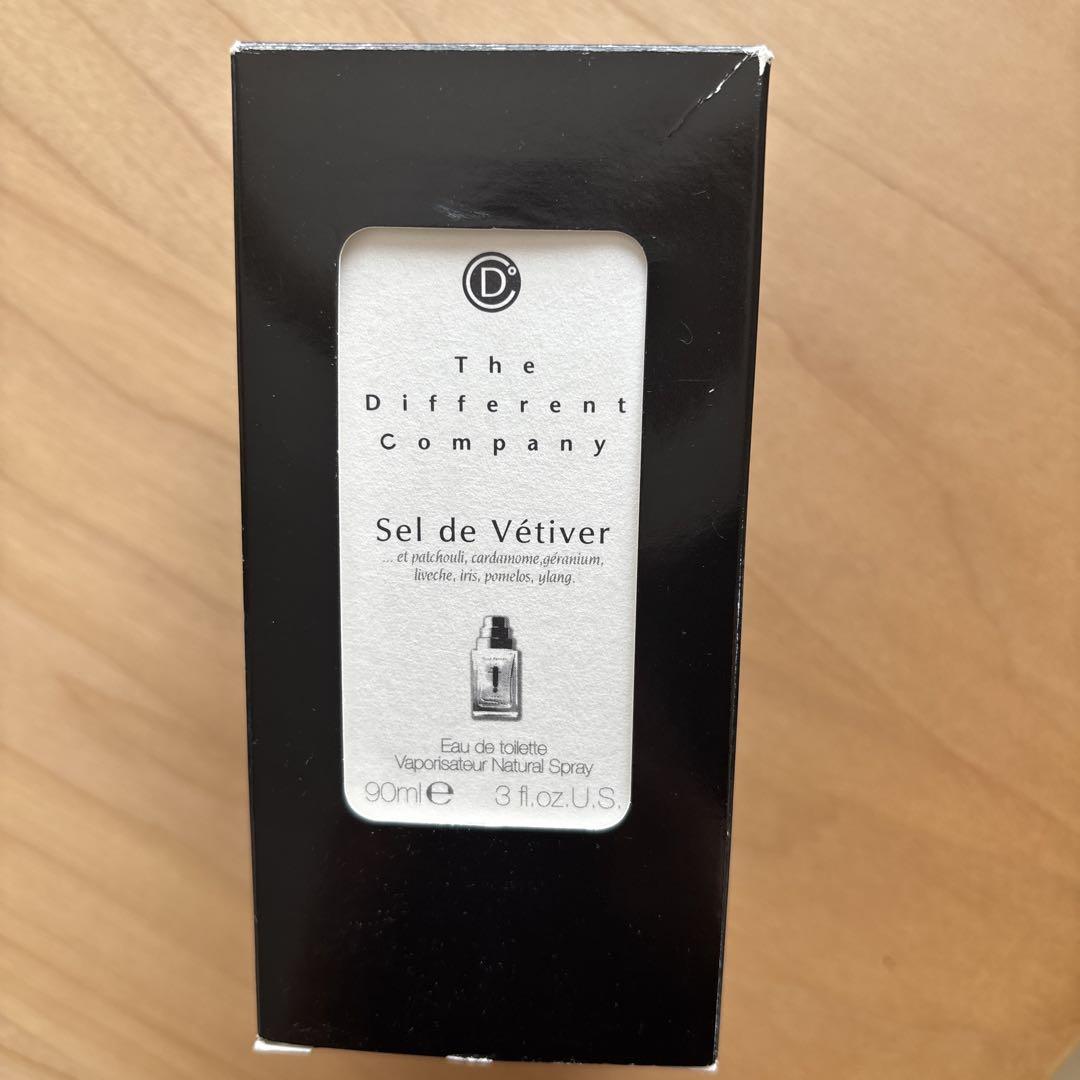 DC°
The
Different
Company
Sel de Vétiver
... et patchouli, cardamome,géranium,
liveche, iris, pomelos, ylang.
Eau de toilette
Vaporisateur Natural Spray
90ml e 3 fl.oz.U.S.